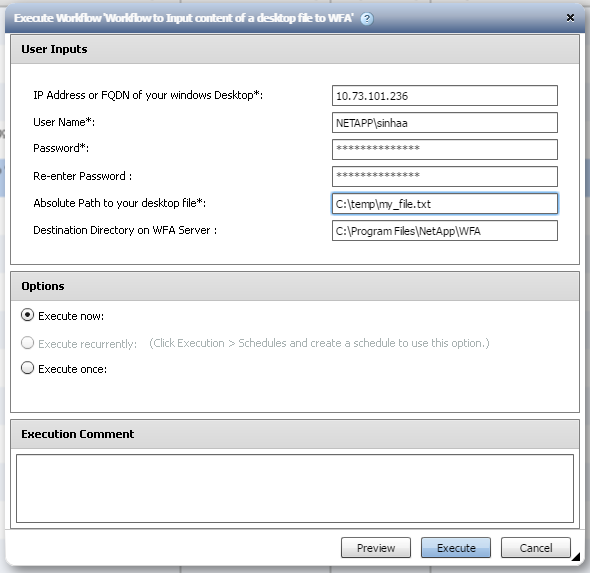 Execute Workflow 'Workflow to Input content of a desktop file to WFA' ?
User Inputs
IP Address or FQDN of your windows Desktop*: 10.73.101.236
User Name*: NETAPP\sinhaa
Password*: **************
Re-enter Password : **************
Absolute Path to your desktop file*: C:\temp\my_file.txt
Destination Directory on WFA Server : C:\Program Files\NetApp\WFA
Options
Execute now:
Execute recurrently: (Click Execution > Schedules and create a schedule to use this option.)
Execute once:
Execution Comment
Preview Execute Cancel